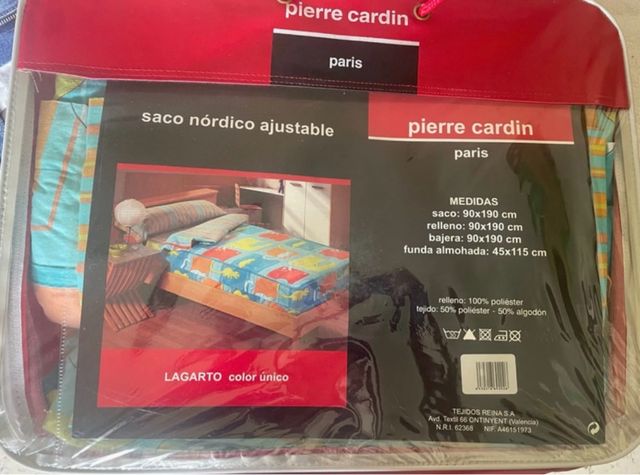 pierre cardin
paris
saco nórdico ajustable
pierre cardin
paris
MEDIDAS
saco: 90x190 cm
relleno: 90x190 cm
bajera: 90x190 cm
funda almohada: 45x115 cm
relleno: 100% poliéster
tejido: 50% poliéster - 50% algodón
LAGARTO color único
TEJIDOS REINA S.A
Avd. Textil 66 ONTINYENT (Valencia)
N.R.I. 62368 NIF. A46151973